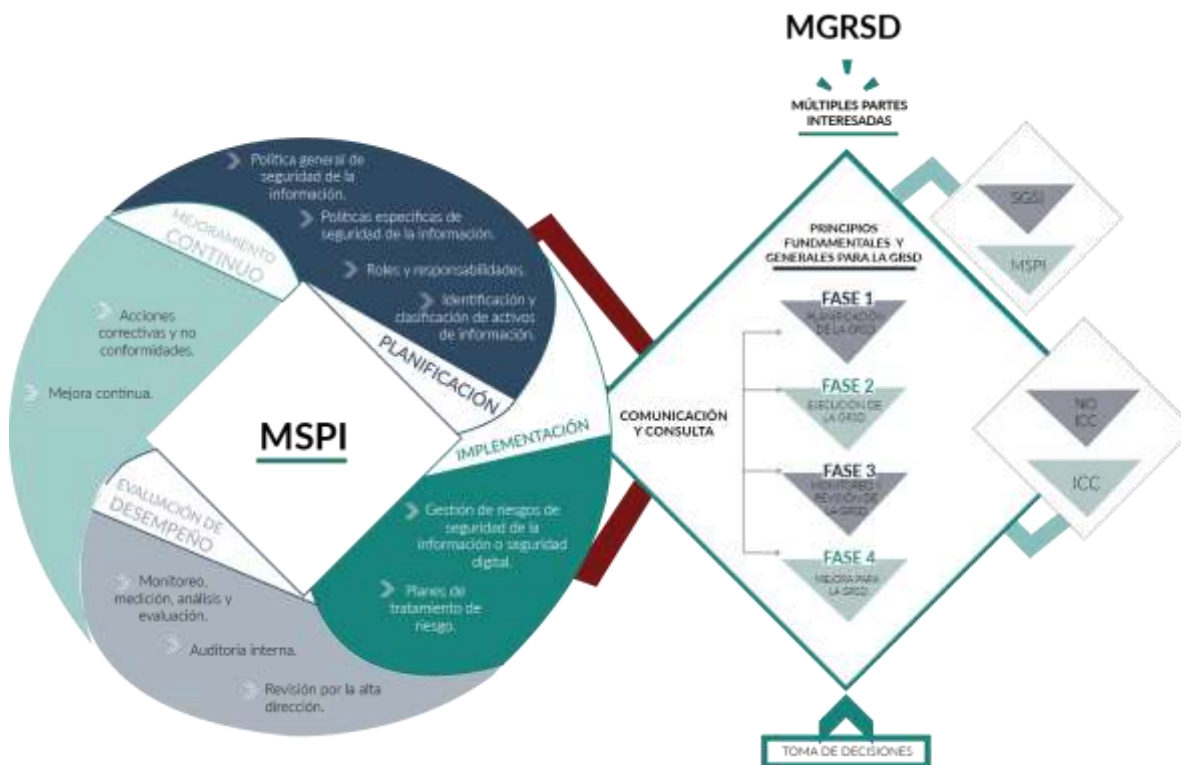 MGRSD
MÚLTIPLES PARTES
INTERESADAS
Política general de
seguridad de la
información.
Políticas específicas de
seguridad de la información.
Roles y responsabilidades.
Identificación y
clasificación de activos
de información.
PLANIFICACIÓN
MEJORAMIENTO
CONTINUO
Acciones
correctivas y no
conformidades.
Mejora continua.
MSPI
IMPLEMENTACIÓN
Gestión de riesgos de
seguridad de la
información o seguridad
digital.
Planes de
tratamiento de
riesgo.
EVALUACIÓN DE
DESEMPEÑO
Monitoreo,
medición, análisis y
evaluación.
Auditoria interna.
Revisión por la alta
dirección.
COMUNICACIÓN
Y CONSULTA
PRINCIPIOS
FUNDAMENTALES Y
GENERALES PARA LA GRSD
FASE 1
PLANIFICACIÓN
DE LA GRSD
FASE 2
EJECUCIÓN DE
LA GRSD
FASE 3
MONITOREO Y
REVISIÓN DE
LA GRSD
FASE 4
MEJORA PARA
LA GRSD
SGSI
MSPI
NO
ICC
ICC
TOMA DE DECISIONES